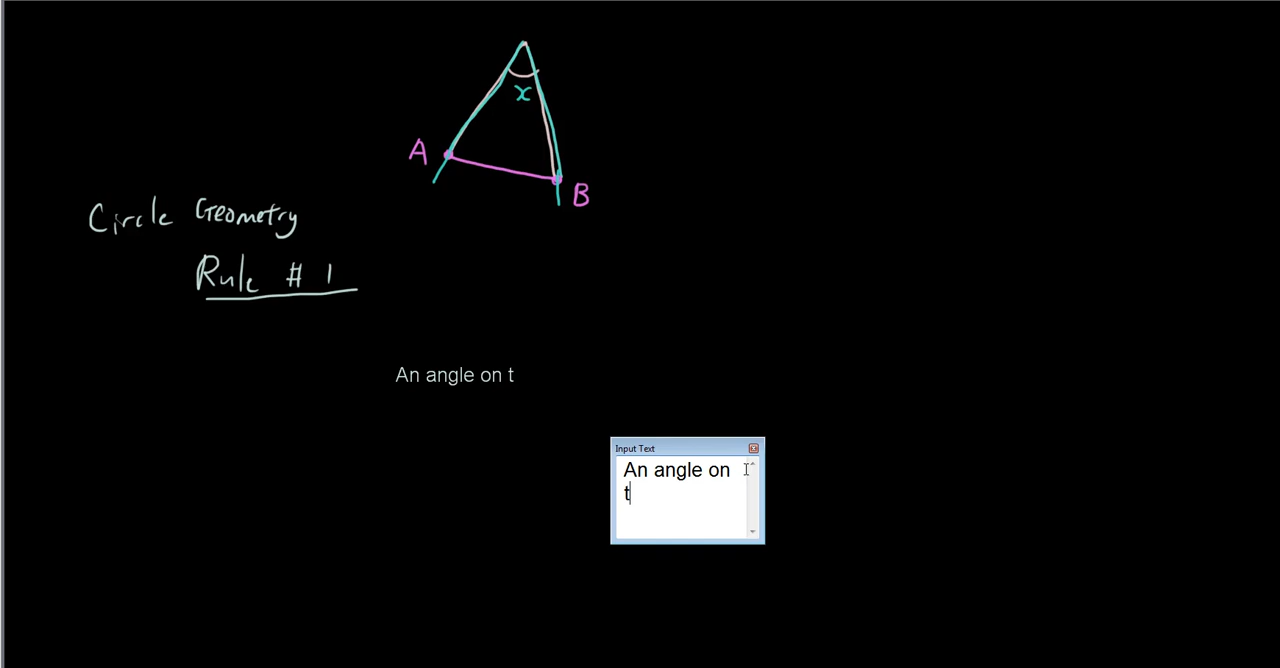 x
A
B
Circle Geometry
Rule # 1
An angle on t
Input Text
An angle on
t